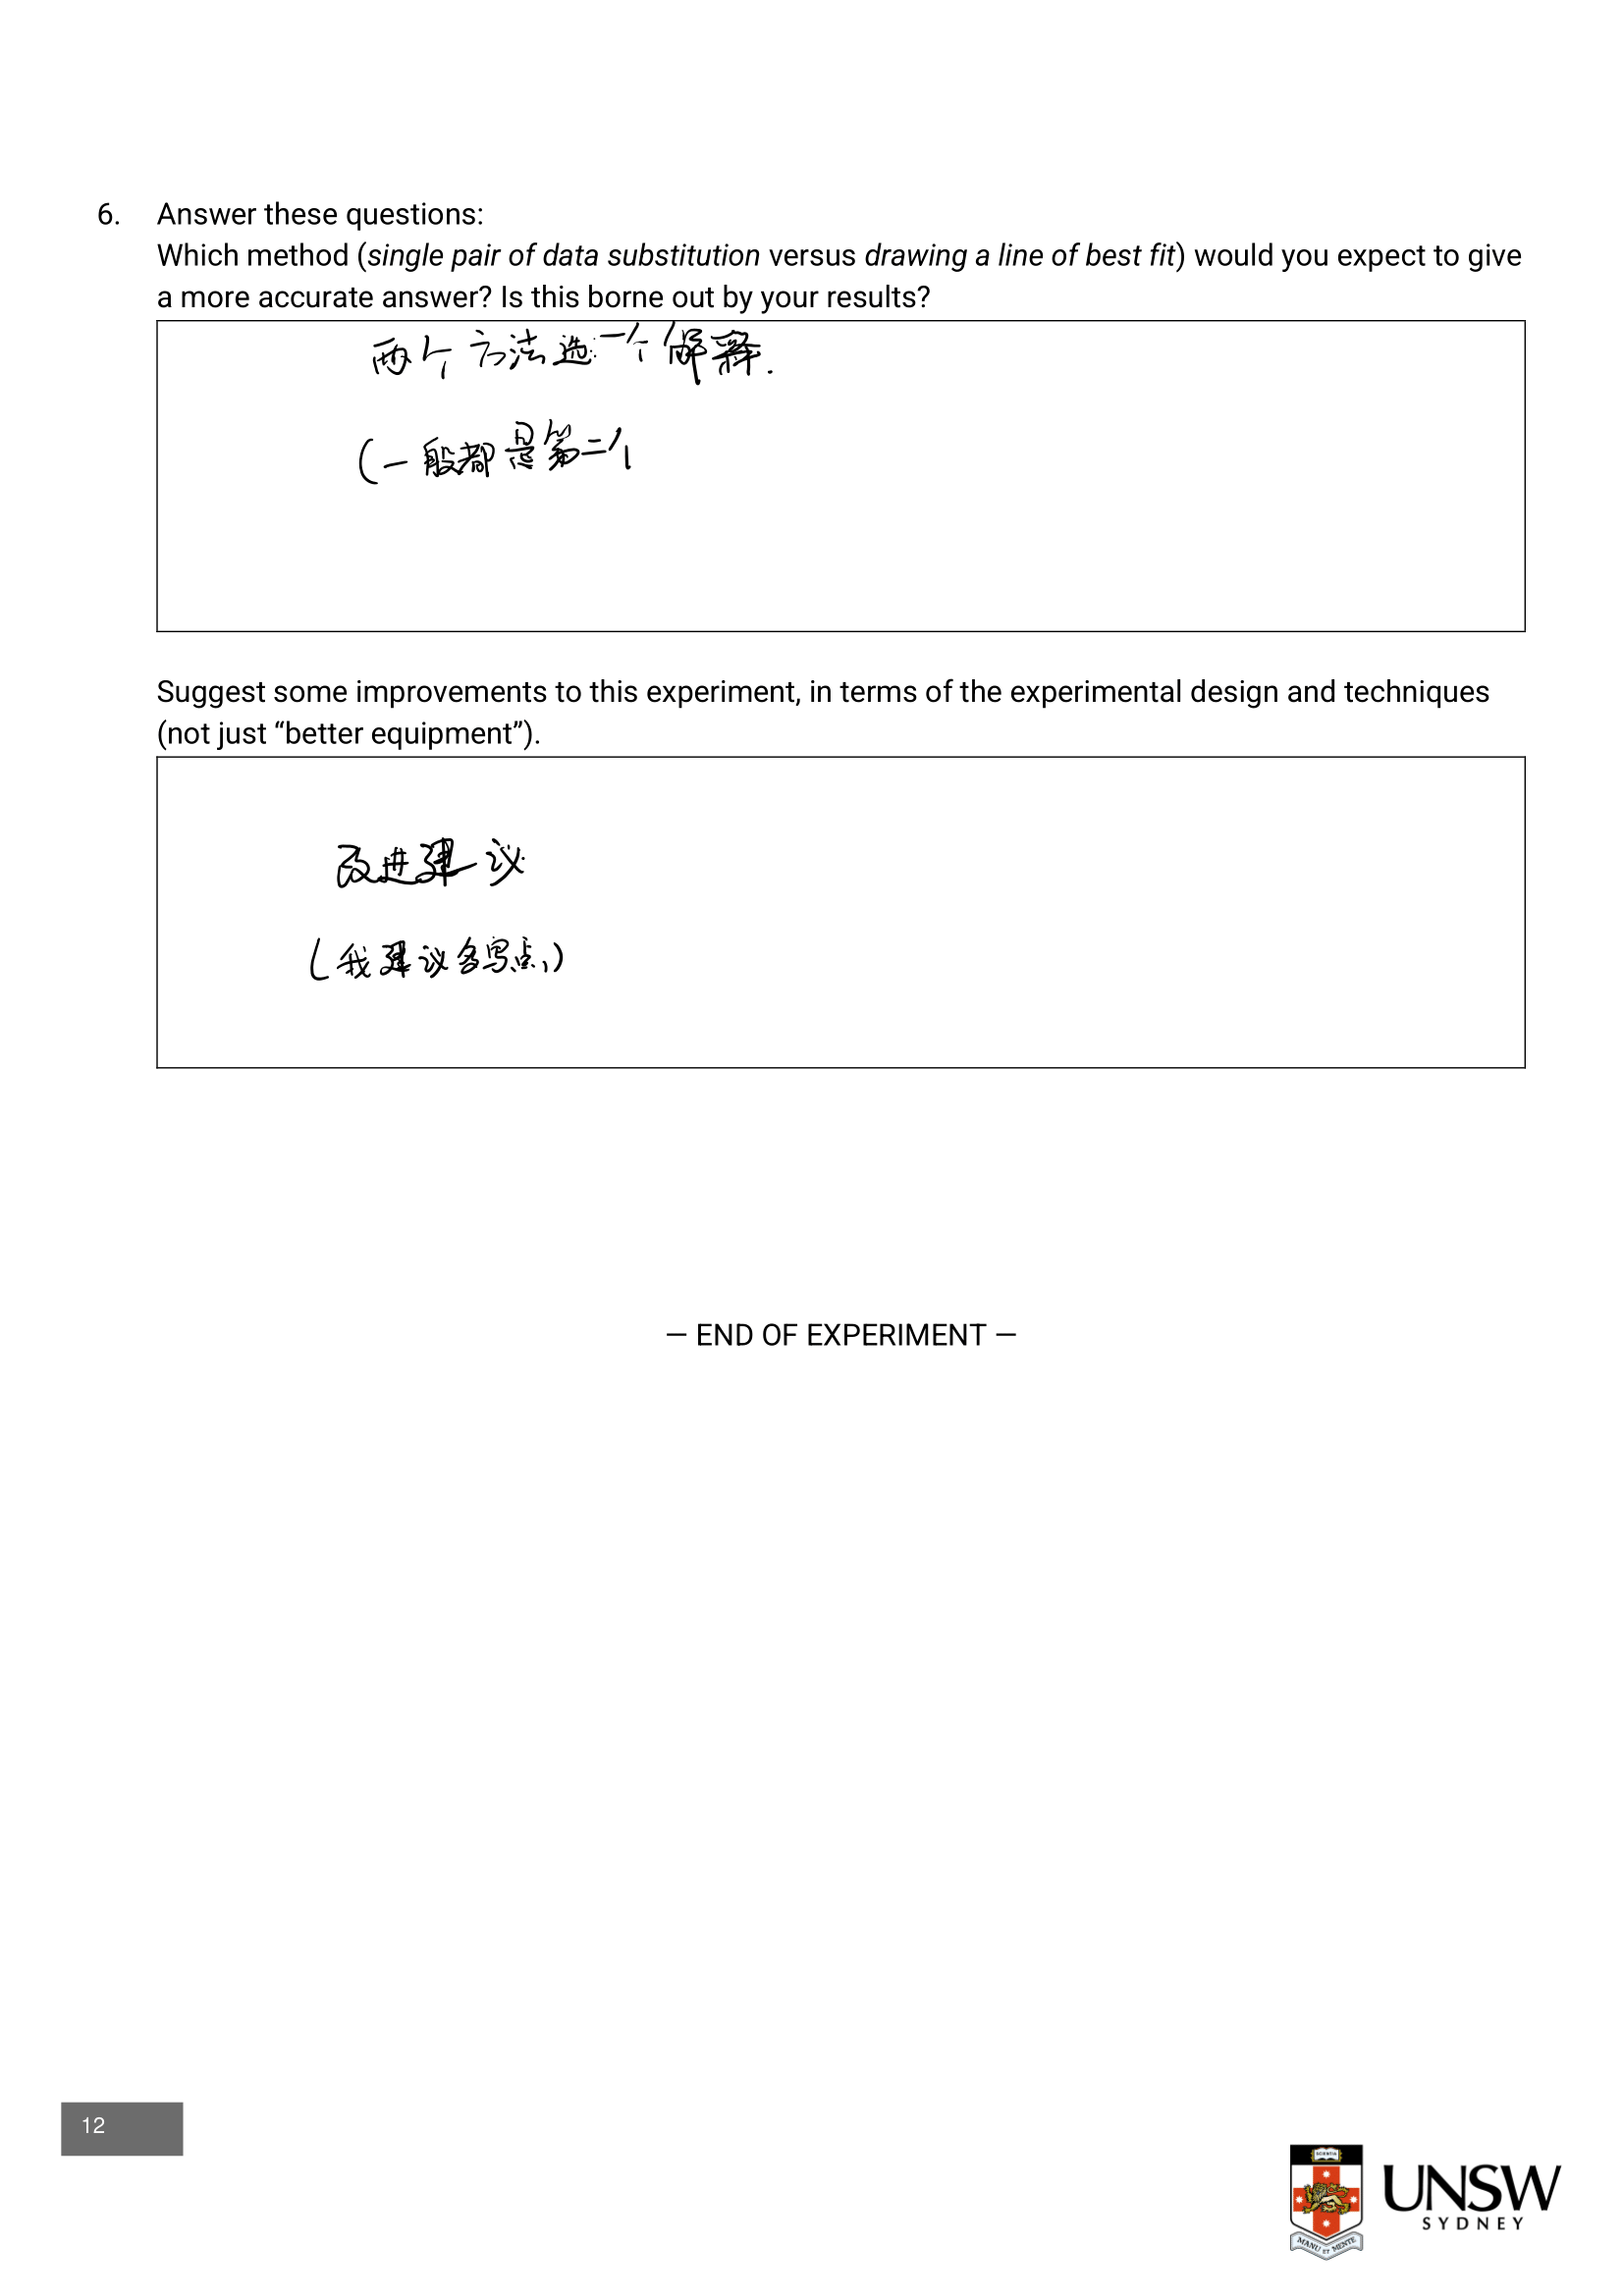 6. Answer these questions:
Which method (single pair of data substitution versus drawing a line of best fit) would you expect to give
a more accurate answer? Is this borne out by your results?
两个方法选一个解释.
(一般都是第二个
Suggest some improvements to this experiment, in terms of the experimental design and techniques
(not just “better equipment”).
改进建议
(我建议多写点,)
— END OF EXPERIMENT —
12
SCIENTIA
MANU ET MENTE
UNSW
SYDNEY